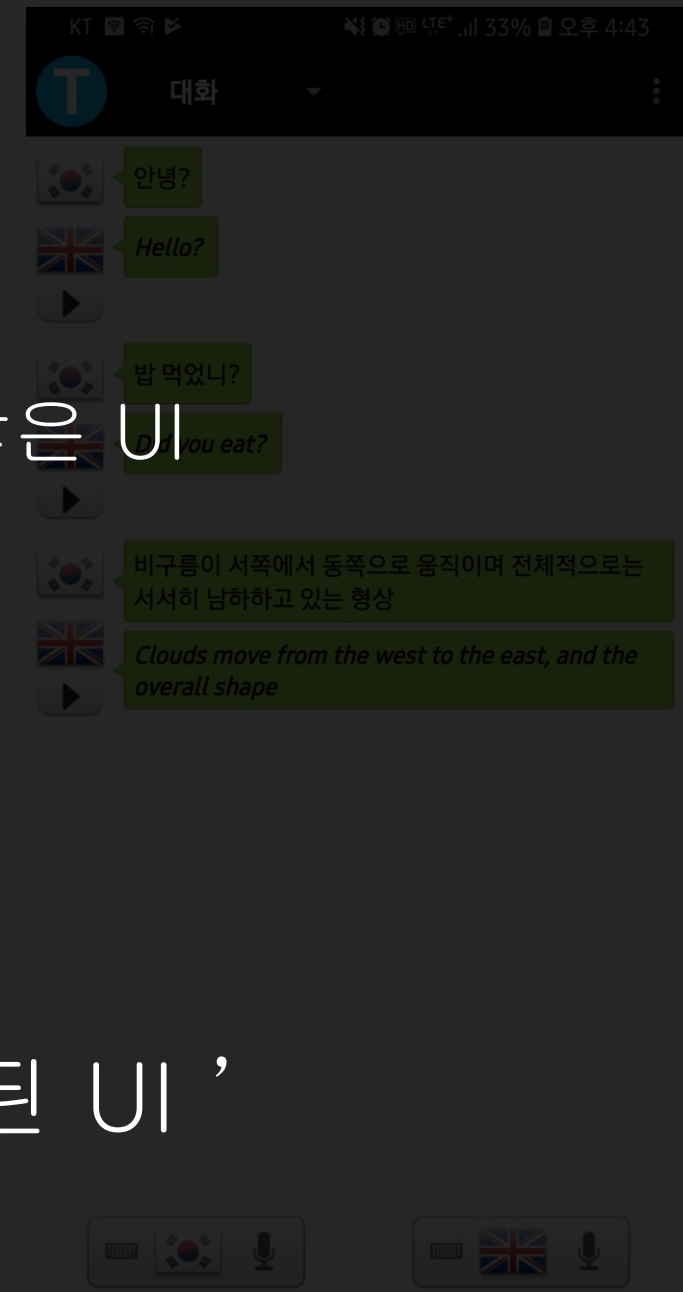 KT HD LTE+ 33% 오후 4:43
T 대화
안녕?
Hello?
밥 먹었니?
은 UI
Did you eat?
비구름이 서쪽에서 동쪽으로 움직이며 전체적으로는
서서히 남하하고 있는 형상
Clouds move from the west to the east, and the
overall shape
UI ’